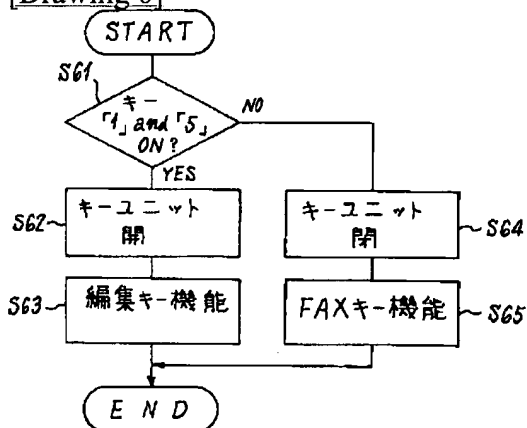 [Drawing 6]
START
S61
キー
「1」and「5」
ON?
NO
YES
S62
キーユニット
開
キーユニット
閉
S64
S63
編集キー機能
FAXキー機能
S65
END